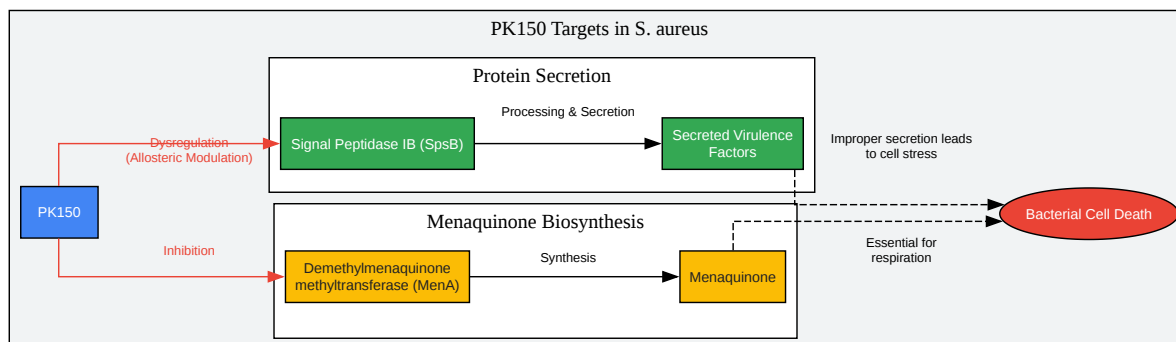 PK150 Targets in S. aureus
Protein Secretion
Processing & Secretion
Dysregulation
(Allosteric Modulation)
Signal Peptidase IB (SpsB)
Secreted Virulence
Factors
Improper secretion leads
to cell stress
PK150
Bacterial Cell Death
Menaquinone Biosynthesis
Inhibition
Demethylmenaquinone
methyltransferase (MenA)
Synthesis
Menaquinone
Essential for
respiration